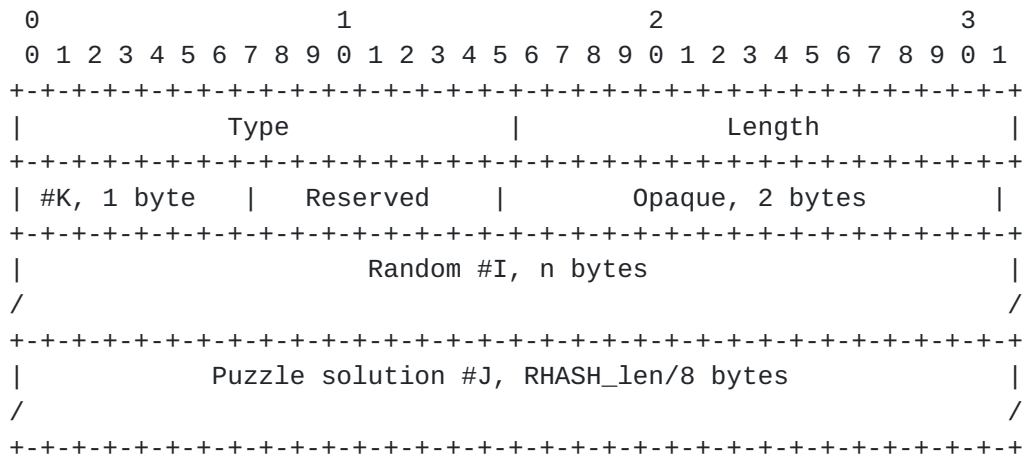 0                   1                   2                   3
 0 1 2 3 4 5 6 7 8 9 0 1 2 3 4 5 6 7 8 9 0 1 2 3 4 5 6 7 8 9 0 1
+-+-+-+-+-+-+-+-+-+-+-+-+-+-+-+-+-+-+-+-+-+-+-+-+-+-+-+-+-+-+-+-+
|             Type              |             Length            |
+-+-+-+-+-+-+-+-+-+-+-+-+-+-+-+-+-+-+-+-+-+-+-+-+-+-+-+-+-+-+-+-+
| #K, 1 byte   |   Reserved    |        Opaque, 2 bytes        |
+-+-+-+-+-+-+-+-+-+-+-+-+-+-+-+-+-+-+-+-+-+-+-+-+-+-+-+-+-+-+-+-+
|                      Random #I, n bytes                       |
/                                                               /
+-+-+-+-+-+-+-+-+-+-+-+-+-+-+-+-+-+-+-+-+-+-+-+-+-+-+-+-+-+-+-+-+
|            Puzzle solution #J, RHASH_len/8 bytes              |
/                                                               /
+-+-+-+-+-+-+-+-+-+-+-+-+-+-+-+-+-+-+-+-+-+-+-+-+-+-+-+-+-+-+-+-+